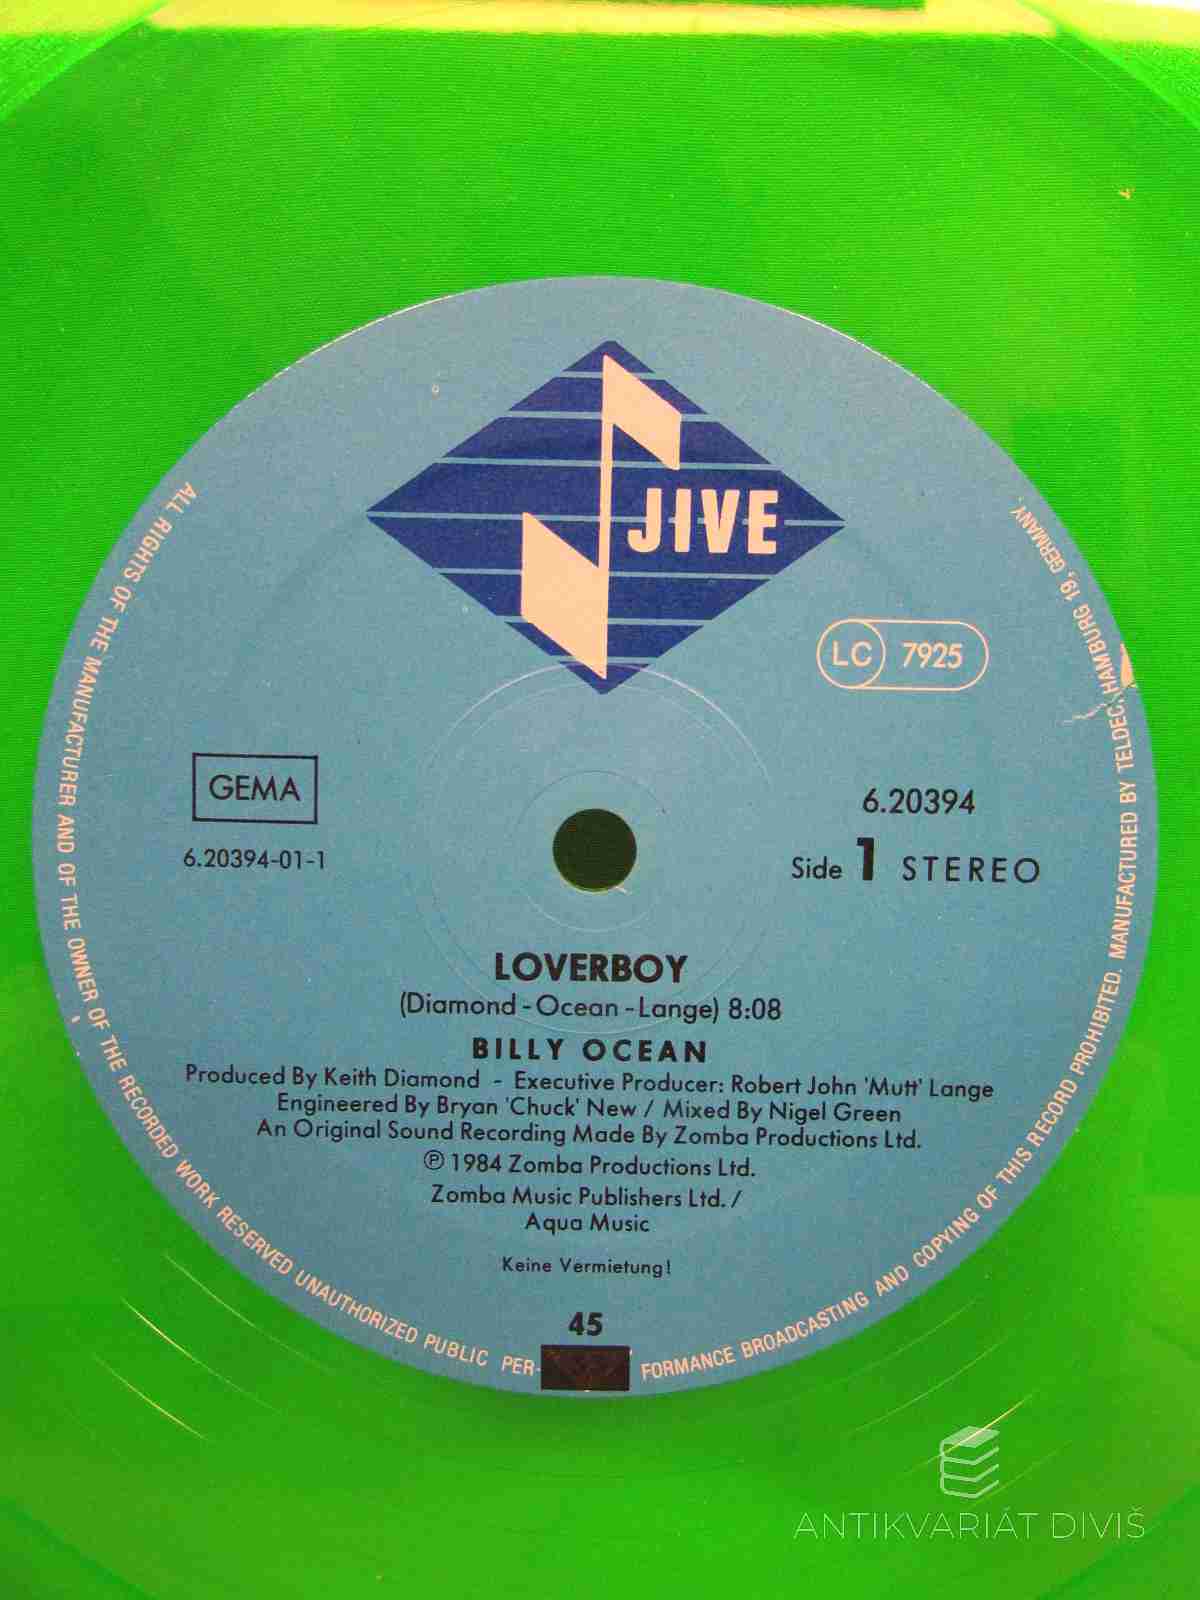 JIVE
LC 7925
GEMA
6.20394-01-1
6.20394
Side 1 STEREO
LOVERBOY
(Diamond - Ocean - Lange) 8:08
BILLY OCEAN
Produced By Keith Diamond - Executive Producer: Robert John 'Mutt' Lange
Engineered By Bryan 'Chuck' New / Mixed By Nigel Green
An Original Sound Recording Made By Zomba Productions Ltd.
℗ 1984 Zomba Productions Ltd.
Zomba Music Publishers Ltd. /
Aqua Music
Keine Vermietung!
45
ALL RIGHTS OF THE MANUFACTURER AND OF THE OWNER OF THE RECORDED WORK RESERVED UNAUTHORIZED PUBLIC PER- FORMANCE BROADCASTING AND COPYING OF THIS RECORD PROHIBITED. MANUFACTURED BY TELDEC, HAMBURG 19, GERMANY.
ANTIKVARIÁT DIVIŠ